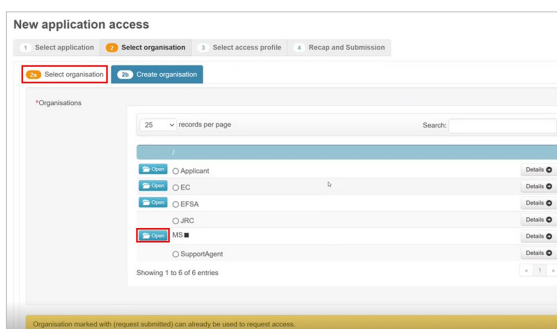 New application access
1 Select application 2 Select organisation 3 Select access profile 4 Recap and Submission
2a Select organisation 2b Create organisation
*Organisations
25 records per page Search:
/
Open Applicant Details
Open EC Details
Open EFSA Details
JRC Details
Open MS Details
SupportAgent Details
Showing 1 to 6 of 6 entries « 1 »
Organisation marked with (request submitted) can already be used to request access.